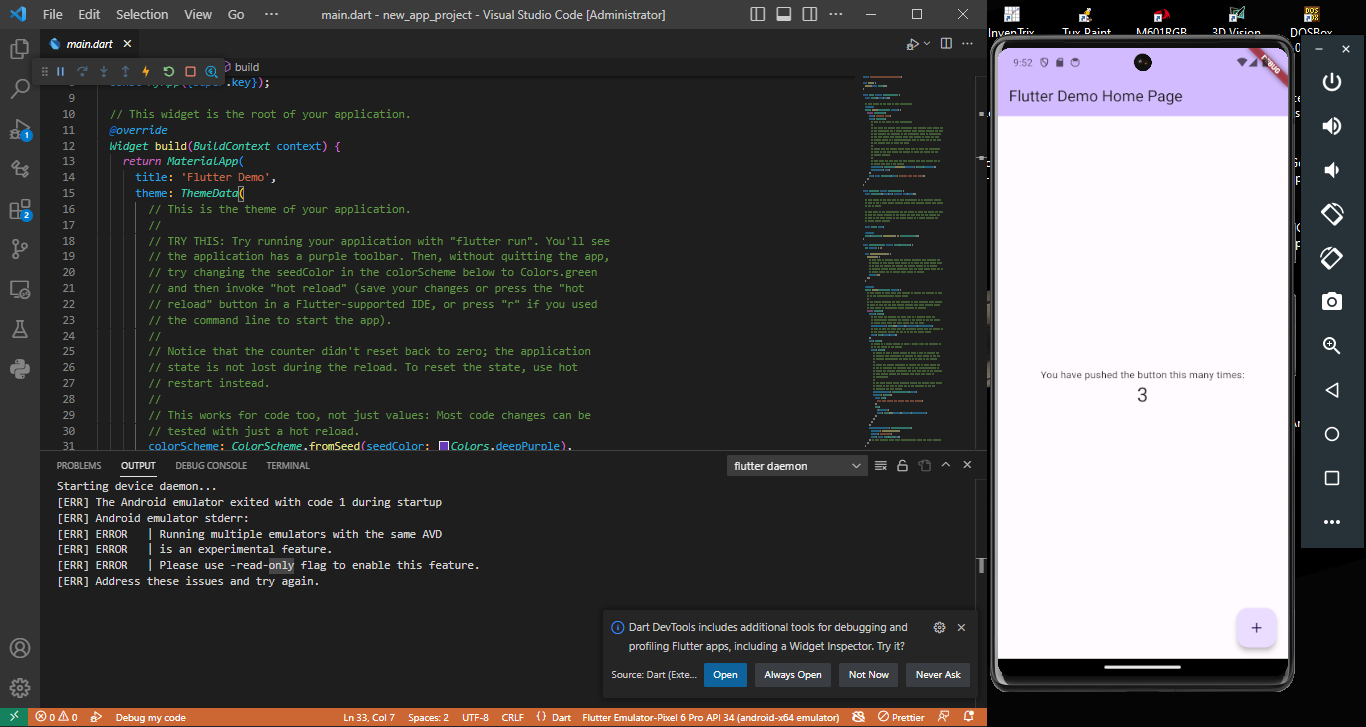 File Edit Selection View Go ··· main.dart - new_app_project - Visual Studio Code [Administrator]
main.dart
build
9
10 // This widget is the root of your application.
11 @override
12 Widget build(BuildContext context) {
13 return MaterialApp(
14 title: 'Flutter Demo',
15 theme: ThemeData(
16 // This is the theme of your application.
17 //
18 // TRY THIS: Try running your application with "flutter run". You'll see
19 // the application has a purple toolbar. Then, without quitting the app,
20 // try changing the seedColor in the colorScheme below to Colors.green
21 // and then invoke "hot reload" (save your changes or press the "hot
22 // reload" button in a Flutter-supported IDE, or press "r" if you used
23 // the command line to start the app).
24 //
25 // Notice that the counter didn't reset back to zero; the application
26 // state is not lost during the reload. To reset the state, use hot
27 // restart instead.
28 //
29 // This works for code too, not just values: Most code changes can be
30 // tested with just a hot reload.
31 colorScheme: ColorScheme.fromSeed(seedColor: Colors.deepPurple),
1
2
PROBLEMS OUTPUT DEBUG CONSOLE TERMINAL flutter daemon
Starting device daemon...
[ERR] The Android emulator exited with code 1 during startup
[ERR] Android emulator stderr:
[ERR] ERROR | Running multiple emulators with the same AVD
[ERR] ERROR | is an experimental feature.
[ERR] ERROR | Please use -read-only flag to enable this feature.
[ERR] Address these issues and try again.
Dart DevTools includes additional tools for debugging and
profiling Flutter apps, including a Widget Inspector. Try it?
Source: Dart (Exte... Open Always Open Not Now Never Ask
0 0 Debug my code Ln 33, Col 7 Spaces: 2 UTF-8 CRLF {} Dart Flutter Emulator-Pixel 6 Pro API 34 (android-x64 emulator) Prettier
InvenTrix Tux Paint M601RGB 3D Vision DOSBox
9:52
DEBUG
Flutter Demo Home Page
You have pushed the button this many times:
3
+